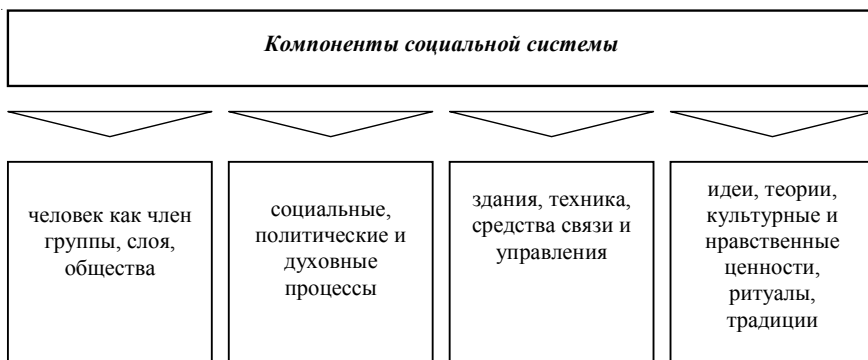 Компоненты социальной системы
человек как член
группы, слоя,
общества
социальные,
политические и
духовные
процессы
здания, техника,
средства связи и
управления
идеи, теории,
культурные и
нравственные
ценности,
ритуалы,
традиции